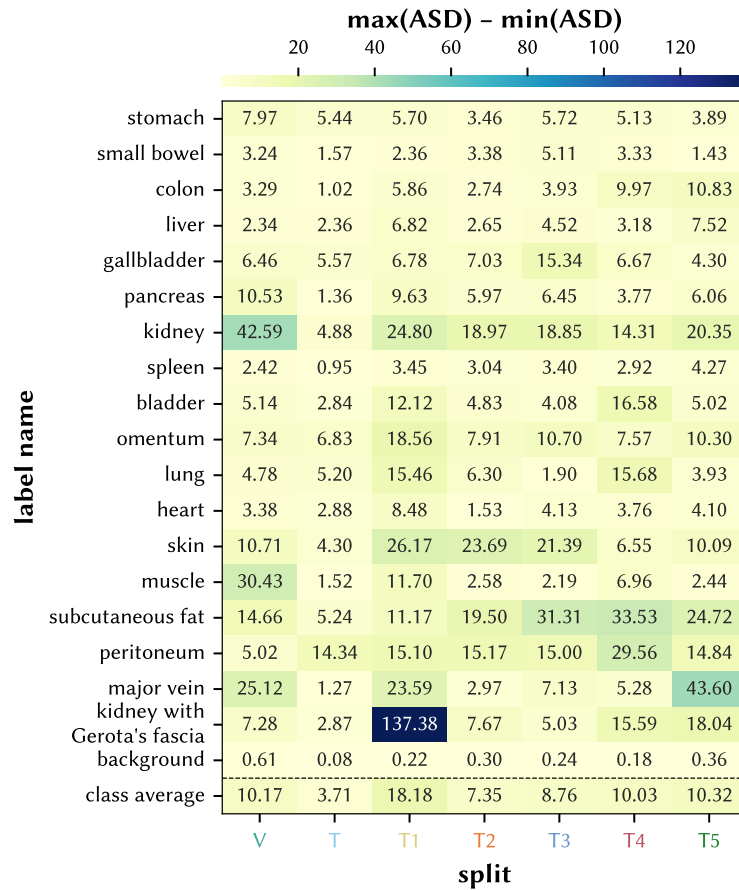 max(ASD) – min(ASD)
20 40 60 80 100 120
label name
stomach 7.97 5.44 5.70 3.46 5.72 5.13 3.89
small bowel 3.24 1.57 2.36 3.38 5.11 3.33 1.43
colon 3.29 1.02 5.86 2.74 3.93 9.97 10.83
liver 2.34 2.36 6.82 2.65 4.52 3.18 7.52
gallbladder 6.46 5.57 6.78 7.03 15.34 6.67 4.30
pancreas 10.53 1.36 9.63 5.97 6.45 3.77 6.06
kidney 42.59 4.88 24.80 18.97 18.85 14.31 20.35
spleen 2.42 0.95 3.45 3.04 3.40 2.92 4.27
bladder 5.14 2.84 12.12 4.83 4.08 16.58 5.02
omentum 7.34 6.83 18.56 7.91 10.70 7.57 10.30
lung 4.78 5.20 15.46 6.30 1.90 15.68 3.93
heart 3.38 2.88 8.48 1.53 4.13 3.76 4.10
skin 10.71 4.30 26.17 23.69 21.39 6.55 10.09
muscle 30.43 1.52 11.70 2.58 2.19 6.96 2.44
subcutaneous fat 14.66 5.24 11.17 19.50 31.31 33.53 24.72
peritoneum 5.02 14.34 15.10 15.17 15.00 29.56 14.84
major vein 25.12 1.27 23.59 2.97 7.13 5.28 43.60
kidney with
Gerota's fascia 7.28 2.87 137.38 7.67 5.03 15.59 18.04
background 0.61 0.08 0.22 0.30 0.24 0.18 0.36
class average 10.17 3.71 18.18 7.35 8.76 10.03 10.32
V T T1 T2 T3 T4 T5
split